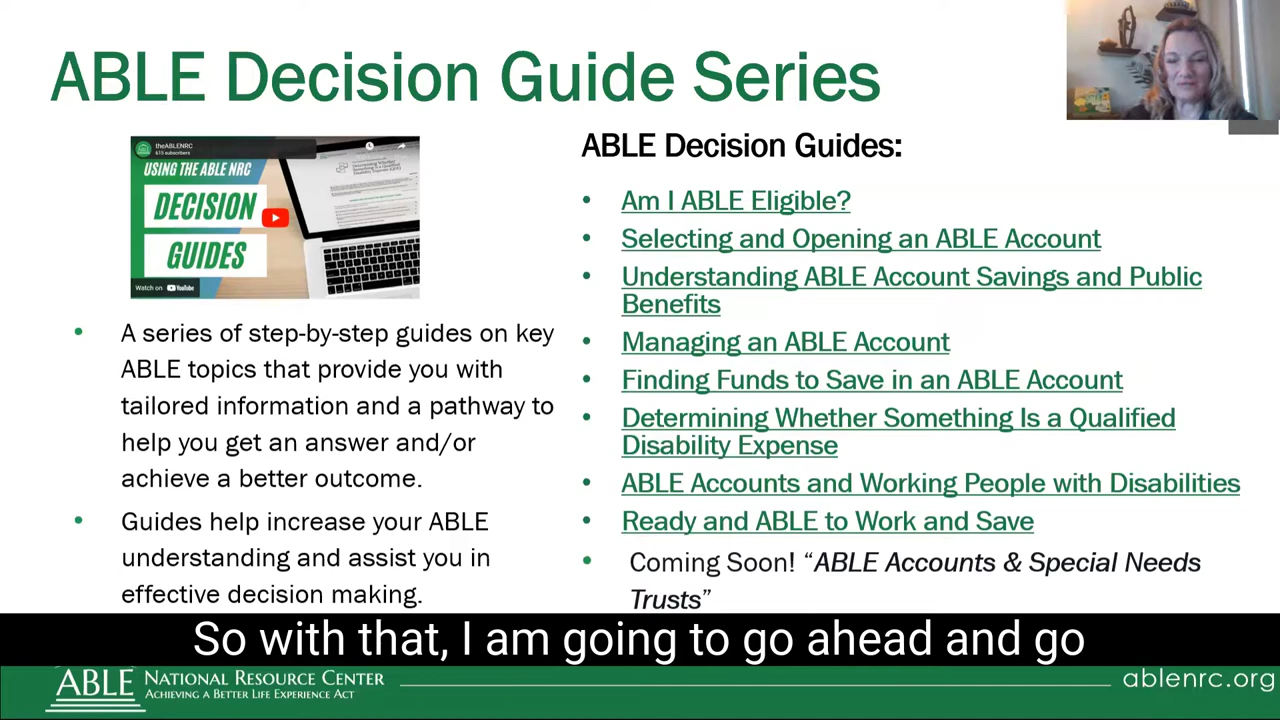 ABLE Decision Guide Series
theABLENRC
615 subscribers
USING THE ABLE NRC
DECISION
GUIDES
Watch on YouTube
• A series of step-by-step guides on key
ABLE topics that provide you with
tailored information and a pathway to
help you get an answer and/or
achieve a better outcome.
• Guides help increase your ABLE
understanding and assist you in
effective decision making.
ABLE Decision Guides:
• Am I ABLE Eligible?
• Selecting and Opening an ABLE Account
• Understanding ABLE Account Savings and Public
Benefits
• Managing an ABLE Account
• Finding Funds to Save in an ABLE Account
• Determining Whether Something Is a Qualified
Disability Expense
• ABLE Accounts and Working People with Disabilities
• Ready and ABLE to Work and Save
• Coming Soon! “ABLE Accounts & Special Needs
Trusts”
So with that, I am going to go ahead and go
ABLE NATIONAL RESOURCE CENTER
ACHIEVING A BETTER LIFE EXPERIENCE ACT
ablenrc.org